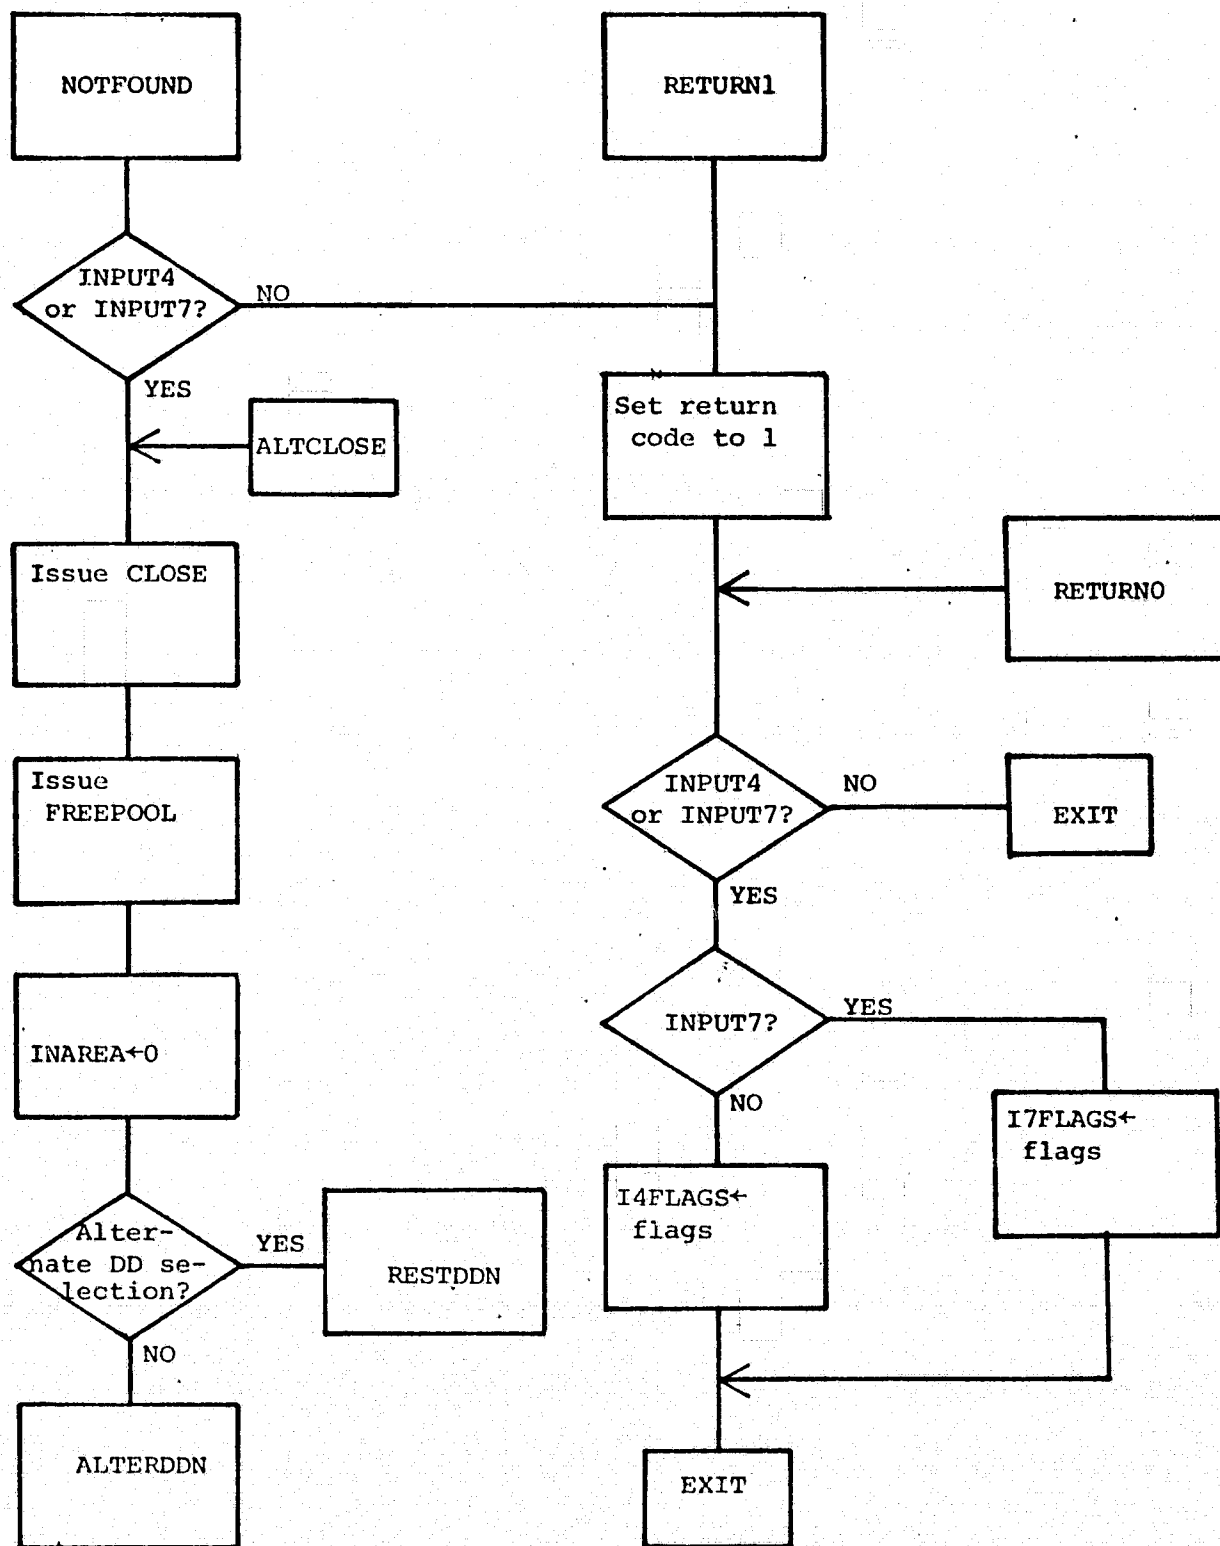 NOTFOUND
INPUT4
or INPUT7?
NO
YES
ALTCLOSE
Issue CLOSE
Issue
FREEPOOL
INAREA←0
Alter-
nate DD se-
lection?
YES
RESTDDN
NO
ALTERDDN
RETURN1
Set return
code to 1
RETURN0
INPUT4
or INPUT7?
NO
EXIT
YES
INPUT7?
YES
NO
I7FLAGS←
flags
I4FLAGS←
flags
EXIT